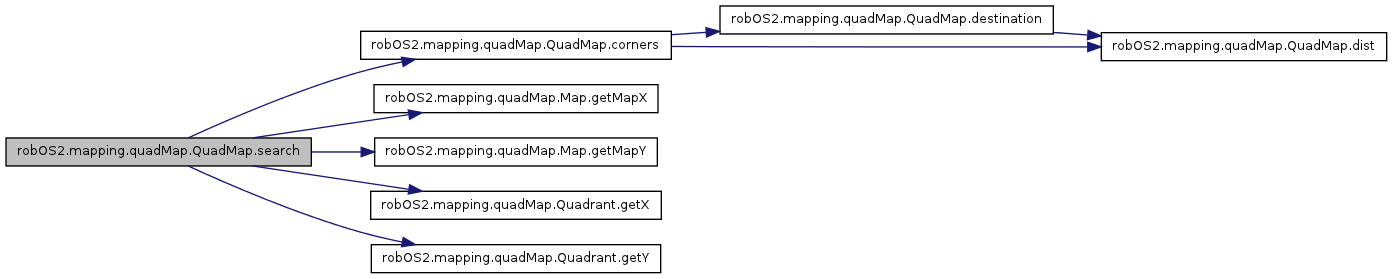 robOS2.mapping.quadMap.QuadMap.search
robOS2.mapping.quadMap.QuadMap.corners
robOS2.mapping.quadMap.Map.getMapX
robOS2.mapping.quadMap.Map.getMapY
robOS2.mapping.quadMap.Quadrant.getX
robOS2.mapping.quadMap.Quadrant.getY
robOS2.mapping.quadMap.QuadMap.destination
robOS2.mapping.quadMap.QuadMap.dist